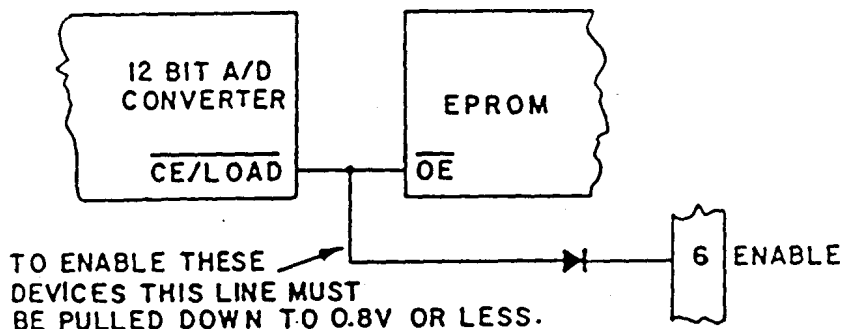 12 BIT A/D
CONVERTER
CE/LOAD
EPROM
OE
6 ENABLE
TO ENABLE THESE
DEVICES THIS LINE MUST
BE PULLED DOWN TO 0.8V OR LESS.